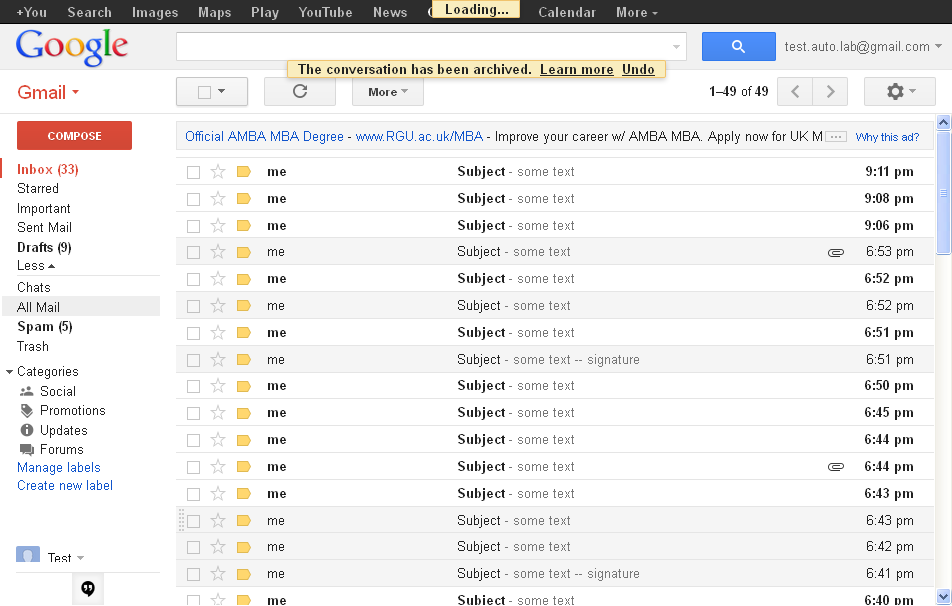 +You Search Images Maps Play YouTube News Loading... Calendar More
Google
test.auto.lab@gmail.com
The conversation has been archived. Learn more Undo
Gmail
More
1–49 of 49
COMPOSE
Official AMBA MBA Degree - www.RGU.ac.uk/MBA - Improve your career w/ AMBA MBA. Apply now for UK M ... Why this ad?
Inbox (33)
Starred
Important
Sent Mail
Drafts (9)
Less
Chats
All Mail
Spam (5)
Trash
Categories
Social
Promotions
Updates
Forums
Manage labels
Create new label
Test
me Subject - some text 9:11 pm
me Subject - some text 9:08 pm
me Subject - some text 9:06 pm
me Subject - some text 6:53 pm
me Subject - some text 6:52 pm
me Subject - some text 6:52 pm
me Subject - some text 6:51 pm
me Subject - some text -- signature 6:51 pm
me Subject - some text 6:50 pm
me Subject - some text 6:45 pm
me Subject - some text 6:44 pm
me Subject - some text 6:44 pm
me Subject - some text 6:43 pm
me Subject - some text 6:43 pm
me Subject - some text 6:42 pm
me Subject - some text -- signature 6:41 pm
me Subject - some text 6:40 pm